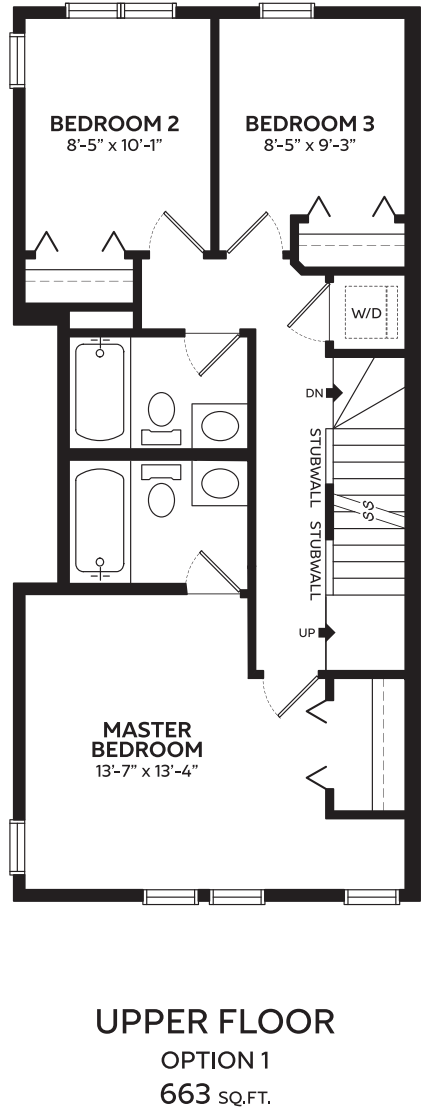 BEDROOM 2
8'-5” x 10'-1”
BEDROOM 3
8'-5” x 9'-3”
W/D
DN
STUBWALL
SS
STUBWALL
UP
MASTER
BEDROOM
13'-7” x 13'-4”
UPPER FLOOR
OPTION 1
663 SQ.FT.